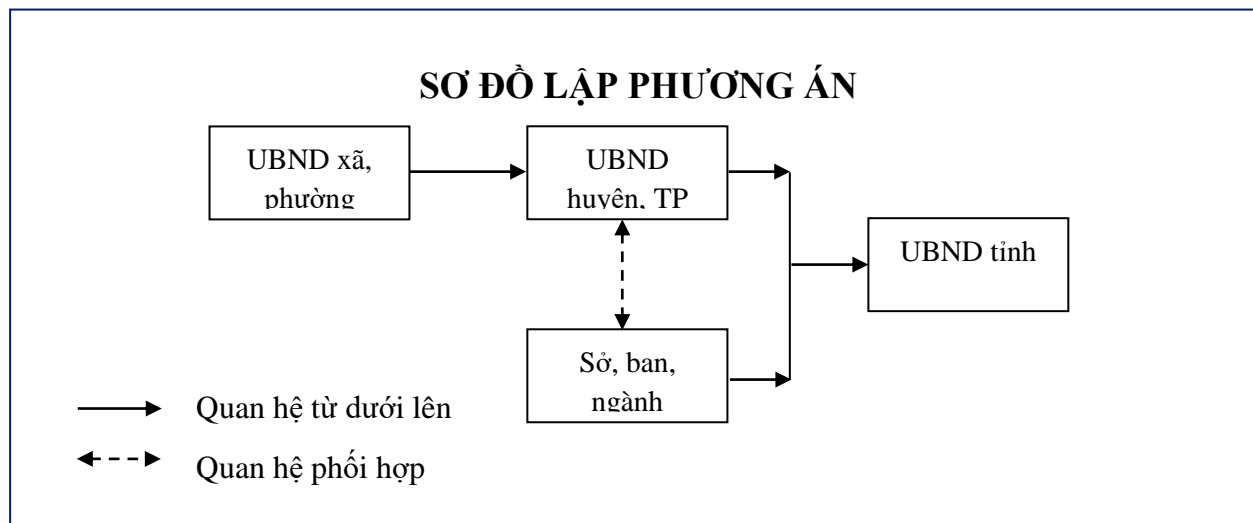 SƠ ĐỒ LẬP PHƯƠNG ÁN
UBND xã,
phường
UBND
huyện, TP
UBND tỉnh
Sở, ban,
ngành
Quan hệ từ dưới lên
Quan hệ phối hợp